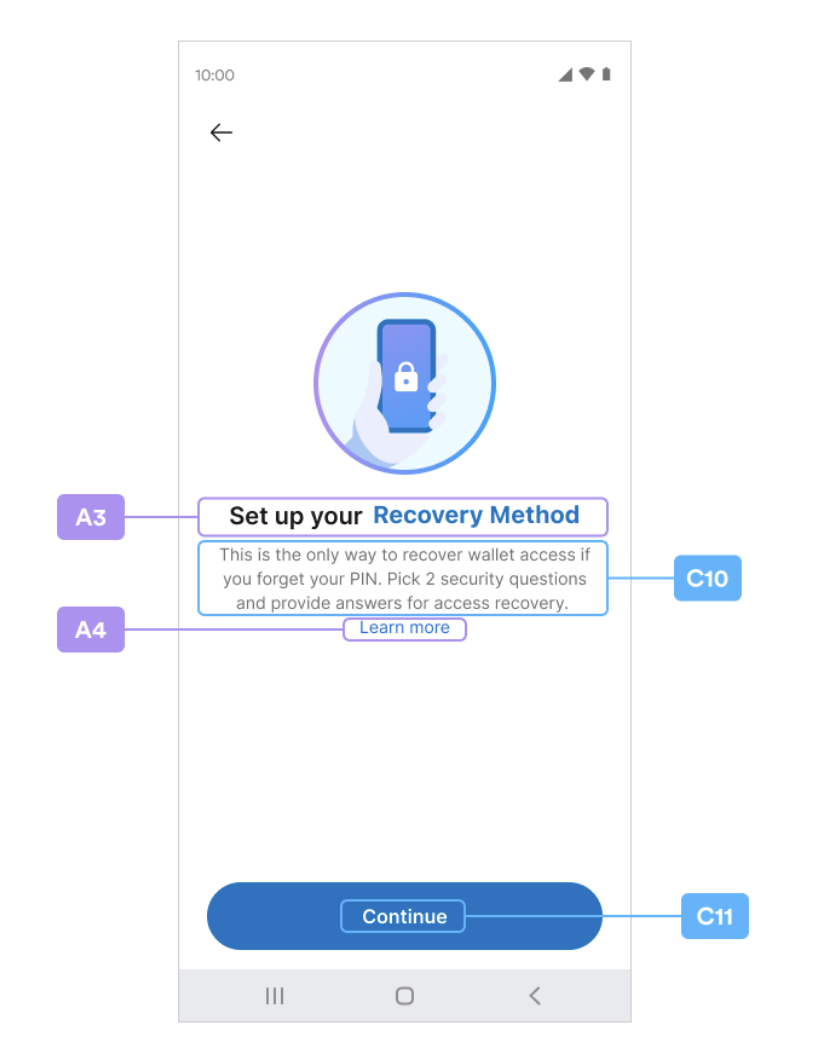 10:00
A3
Set up your Recovery Method
This is the only way to recover wallet access if
you forget your PIN. Pick 2 security questions
and provide answers for access recovery.
C10
A4
Learn more
Continue
C11